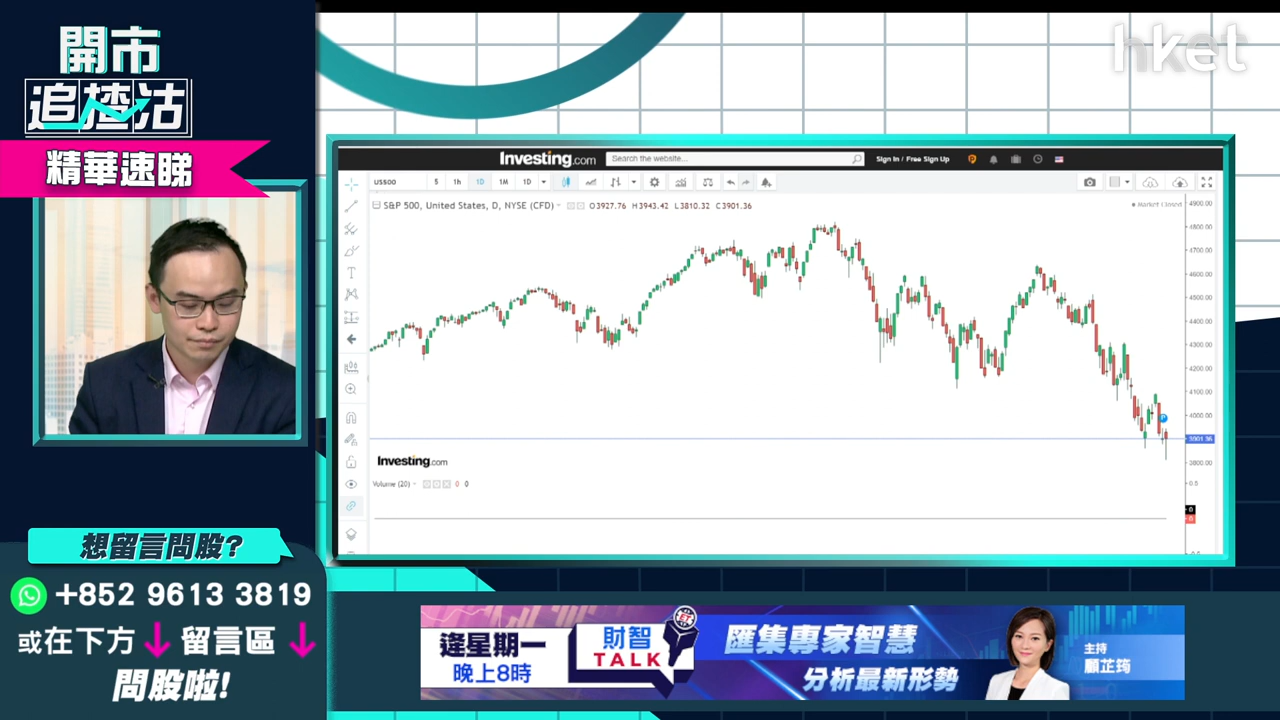 開市
追揸沽
精華速睇
hket
Investing.com
Search the website...
Sign In / Free Sign Up
US500
5
1h
1D
1M
1D
S&P 500, United States, D, NYSE (CFD)
O3927.76 H3943.42 L3810.32 C3901.36
Market Closed
4900.00
4800.00
4700.00
4600.00
4500.00
4400.00
4300.00
4200.00
4100.00
4000.00
3901.36
3800.00
Investing.com
Volume (20)
0
0
0.5
0
0
想留言問股?
+852 9613 3819
或在下方
留言區
問股啦!
逢星期一
晚上8時
財智
TALK
匯集專家智慧
分析最新形勢
主持
顧芷筠